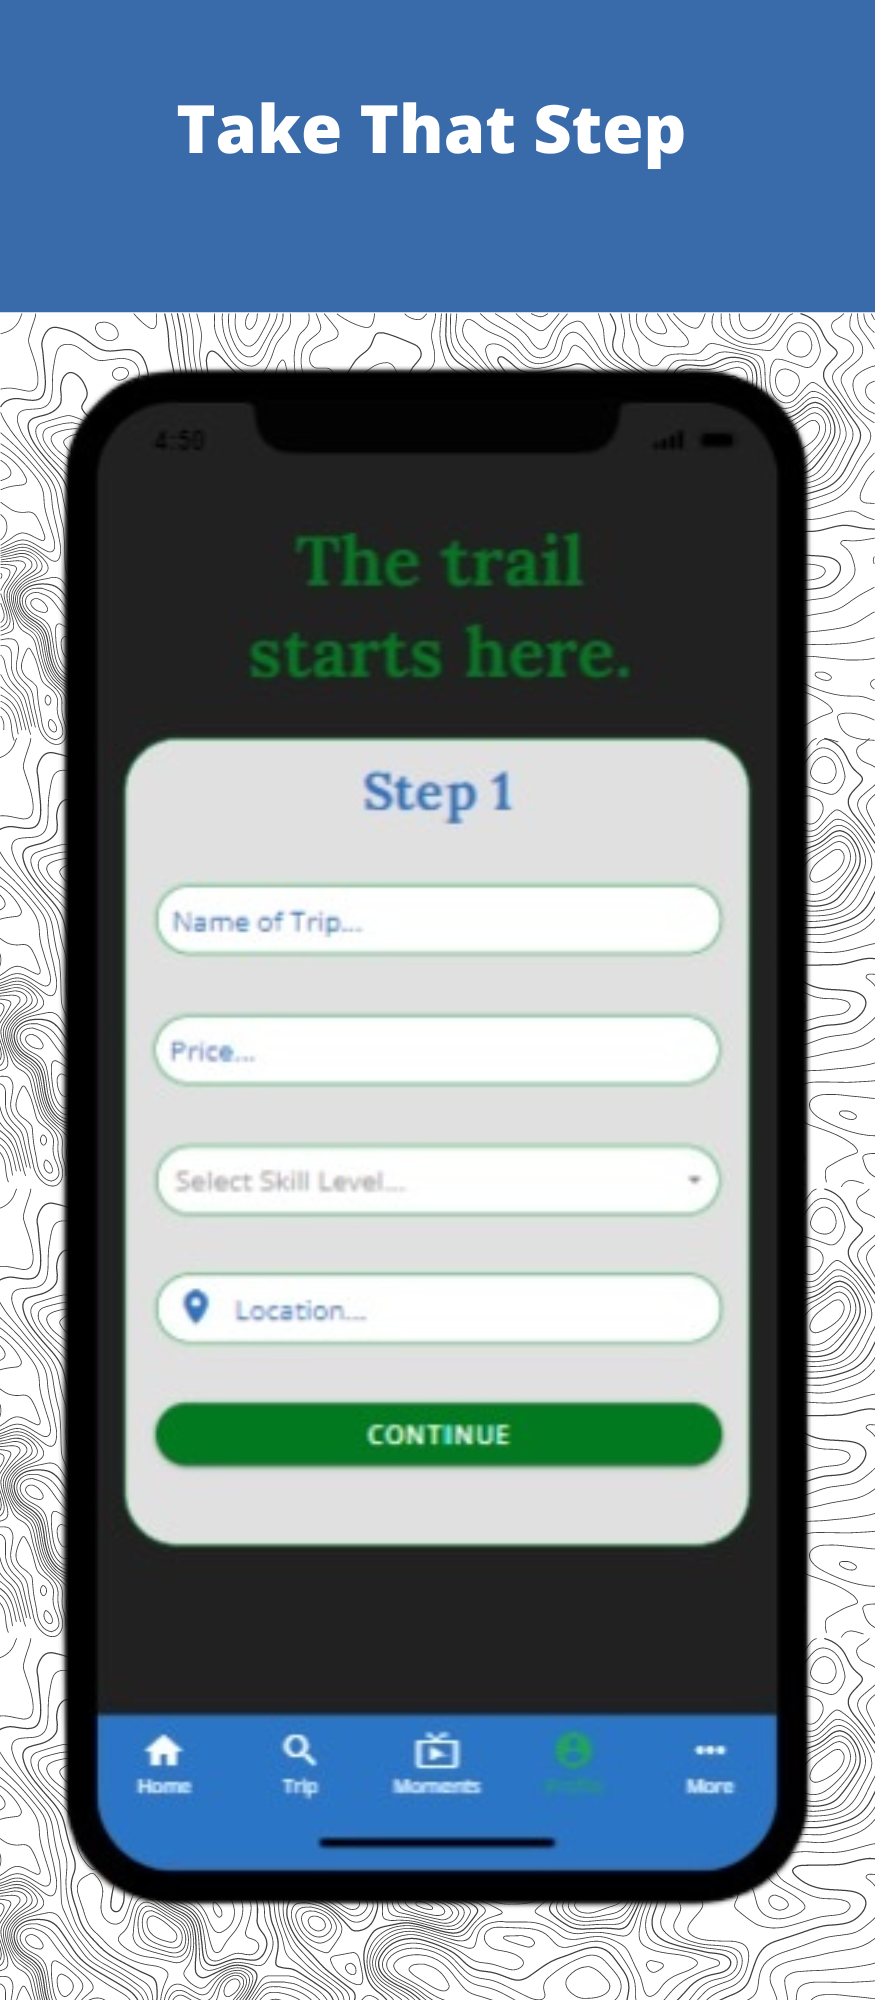 Take That Step
4:50
The trail
starts here.
Step 1
Name of Trip...
Price...
Select Skill Level...
Location...
CONTINUE
Home
Trip
Moments
Profile
More